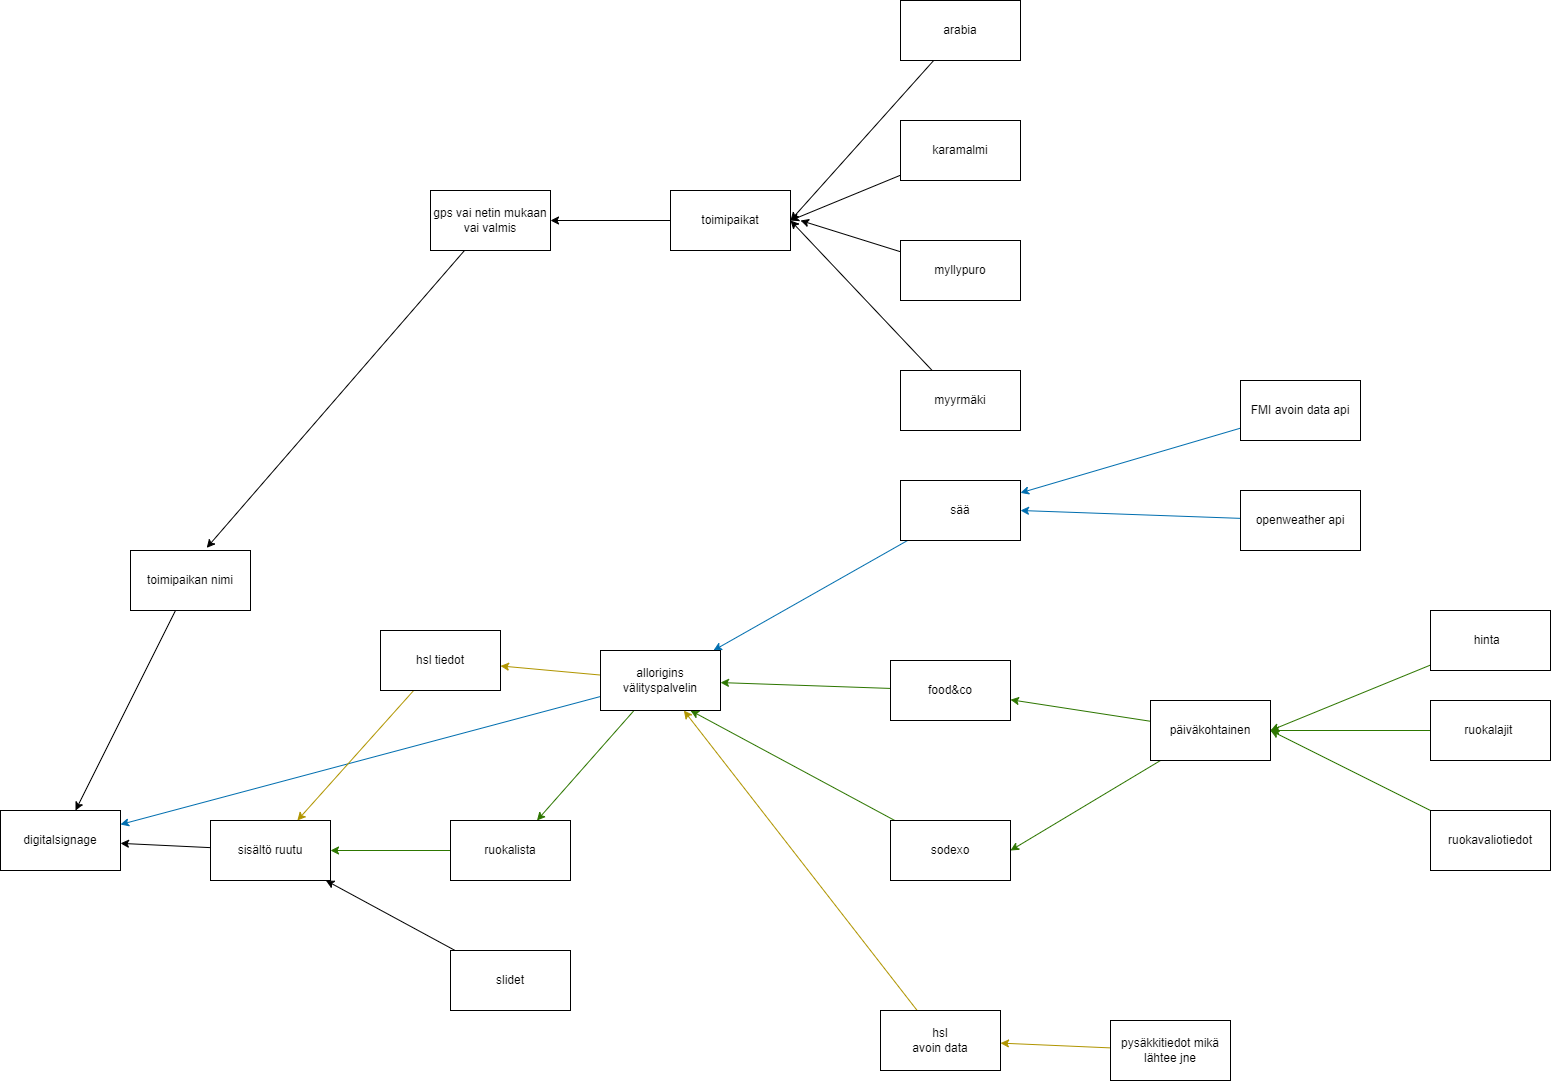 arabia
karamalmi
gps vai netin mukaan
vai valmis
toimipaikat
myllypuro
myyrmäki
FMI avoin data api
sää
openweather api
toimipaikan nimi
hsl tiedot
allorigins
välityspalvelin
food&co
hinta
päiväkohtainen
ruokalajit
digitalsignage
sisältö ruutu
ruokalista
sodexo
ruokavaliotiedot
slidet
hsl
avoin data
pysäkkitiedot mikä
lähtee jne